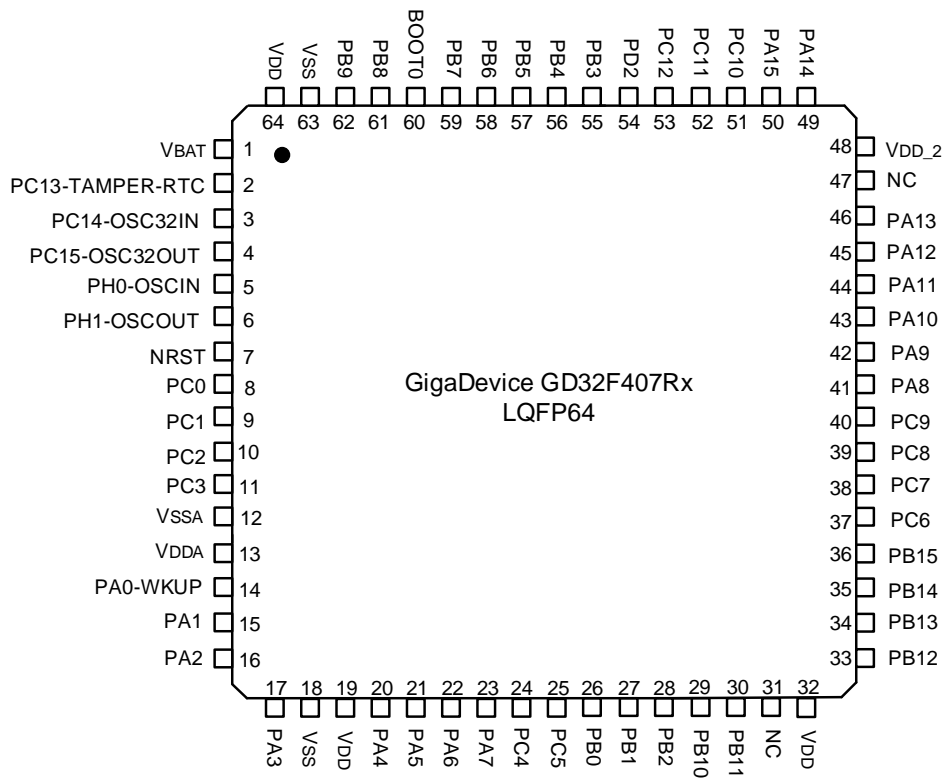 VDD VSS PB9 PB8 BOOT0 PB7 PB6 PB5 PB4 PB3 PD2 PC12 PC11 PC10 PA15 PA14
64 63 62 61 60 59 58 57 56 55 54 53 52 51 50 49
VBAT 1
PC13-TAMPER-RTC 2
PC14-OSC32IN 3
PC15-OSC32OUT 4
PH0-OSCIN 5
PH1-OSCOUT 6
NRST 7
PC0 8
PC1 9
PC2 10
PC3 11
VSSA 12
VDDA 13
PA0-WKUP 14
PA1 15
PA2 16
GigaDevice GD32F407Rx
LQFP64
48 VDD_2
47 NC
46 PA13
45 PA12
44 PA11
43 PA10
42 PA9
41 PA8
40 PC9
39 PC8
38 PC7
37 PC6
36 PB15
35 PB14
34 PB13
33 PB12
17 18 19 20 21 22 23 24 25 26 27 28 29 30 31 32
PA3 VSS VDD PA4 PA5 PA6 PA7 PC4 PC5 PB0 PB1 PB2 PB10 PB11 NC VDD